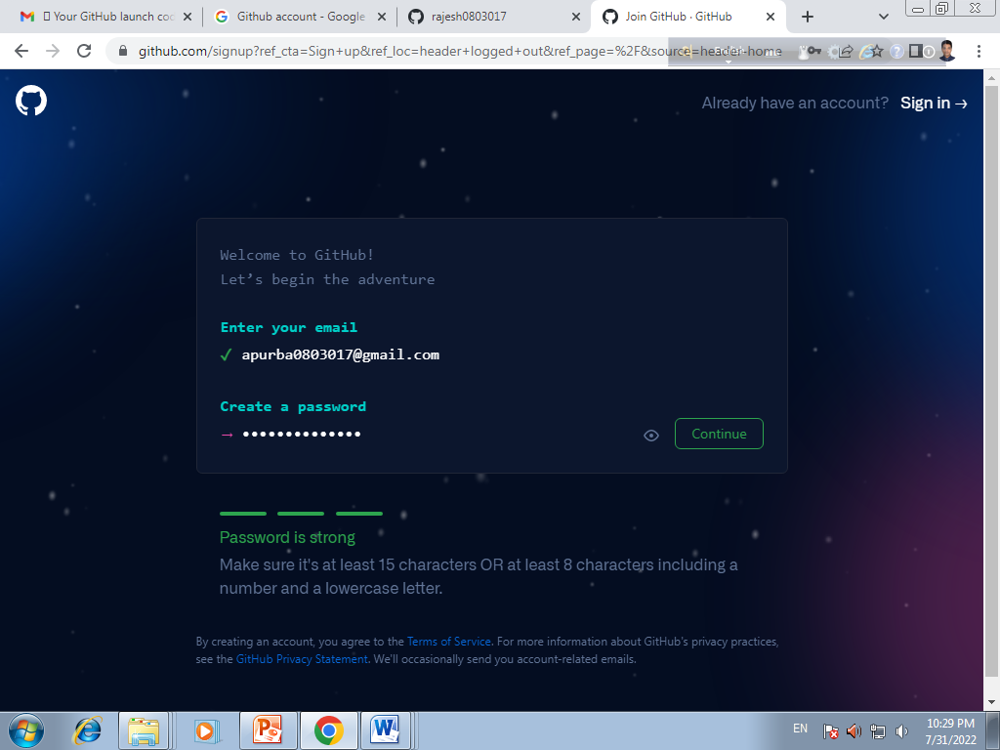 Your GitHub launch co
Github account - Google
rajesh0803017
Join GitHub · GitHub
github.com/signup?ref_cta=Sign+up&ref_loc=header+logged+out&ref_page=%2F&source=header-home
Already have an account? Sign in →
Welcome to GitHub!
Let’s begin the adventure
Enter your email
✓ apurba0803017@gmail.com
Create a password
→ ••••••••••••••
Continue
Password is strong
Make sure it's at least 15 characters OR at least 8 characters including a
number and a lowercase letter.
By creating an account, you agree to the Terms of Service. For more information about GitHub's privacy practices,
see the GitHub Privacy Statement. We'll occasionally send you account-related emails.
EN
10:29 PM
7/31/2022